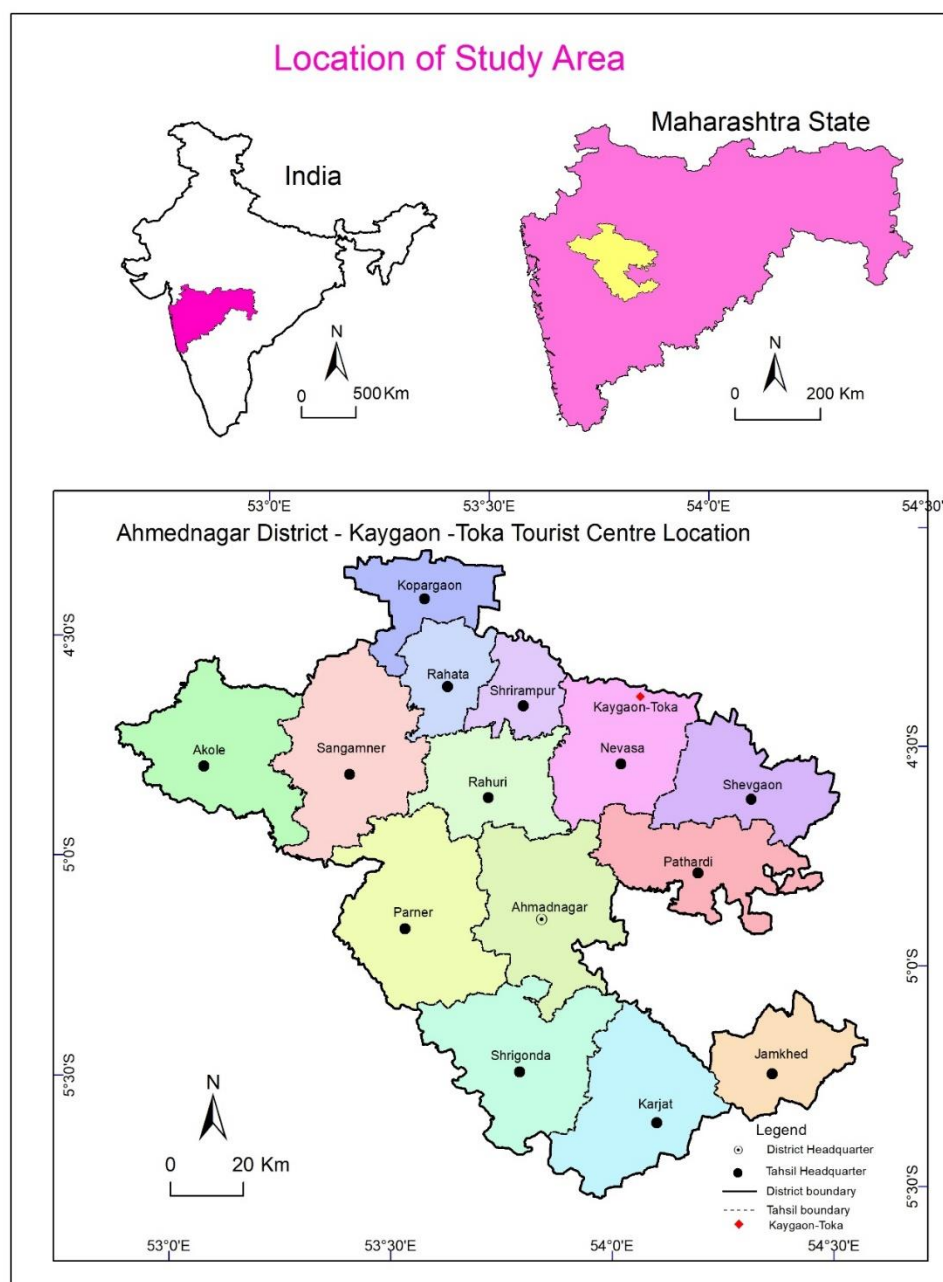 Location of Study Area
India
N
0 500 Km
Maharashtra State
N
0 200 Km
53°0'E 53°30'E 54°0'E 54°30'E
Ahmednagar District - Kaygaon -Toka Tourist Centre Location
Kopargaon
4°30'S
Rahata
Shrirampur
Kaygaon-Toka
Akole
Sangamner
Nevasa
4°30'S
Rahuri
Shevgaon
5°0'S
Pathardi
Parner
Ahmadnagar
5°0'S
Shrigonda
Jamkhed
5°30'S
Karjat
N
0 20 Km
Legend
District Headquarter
Tahsil Headquarter
District boundary
Tahsil boundary
Kaygaon-Toka
5°30'S
53°0'E 53°30'E 54°0'E 54°30'E